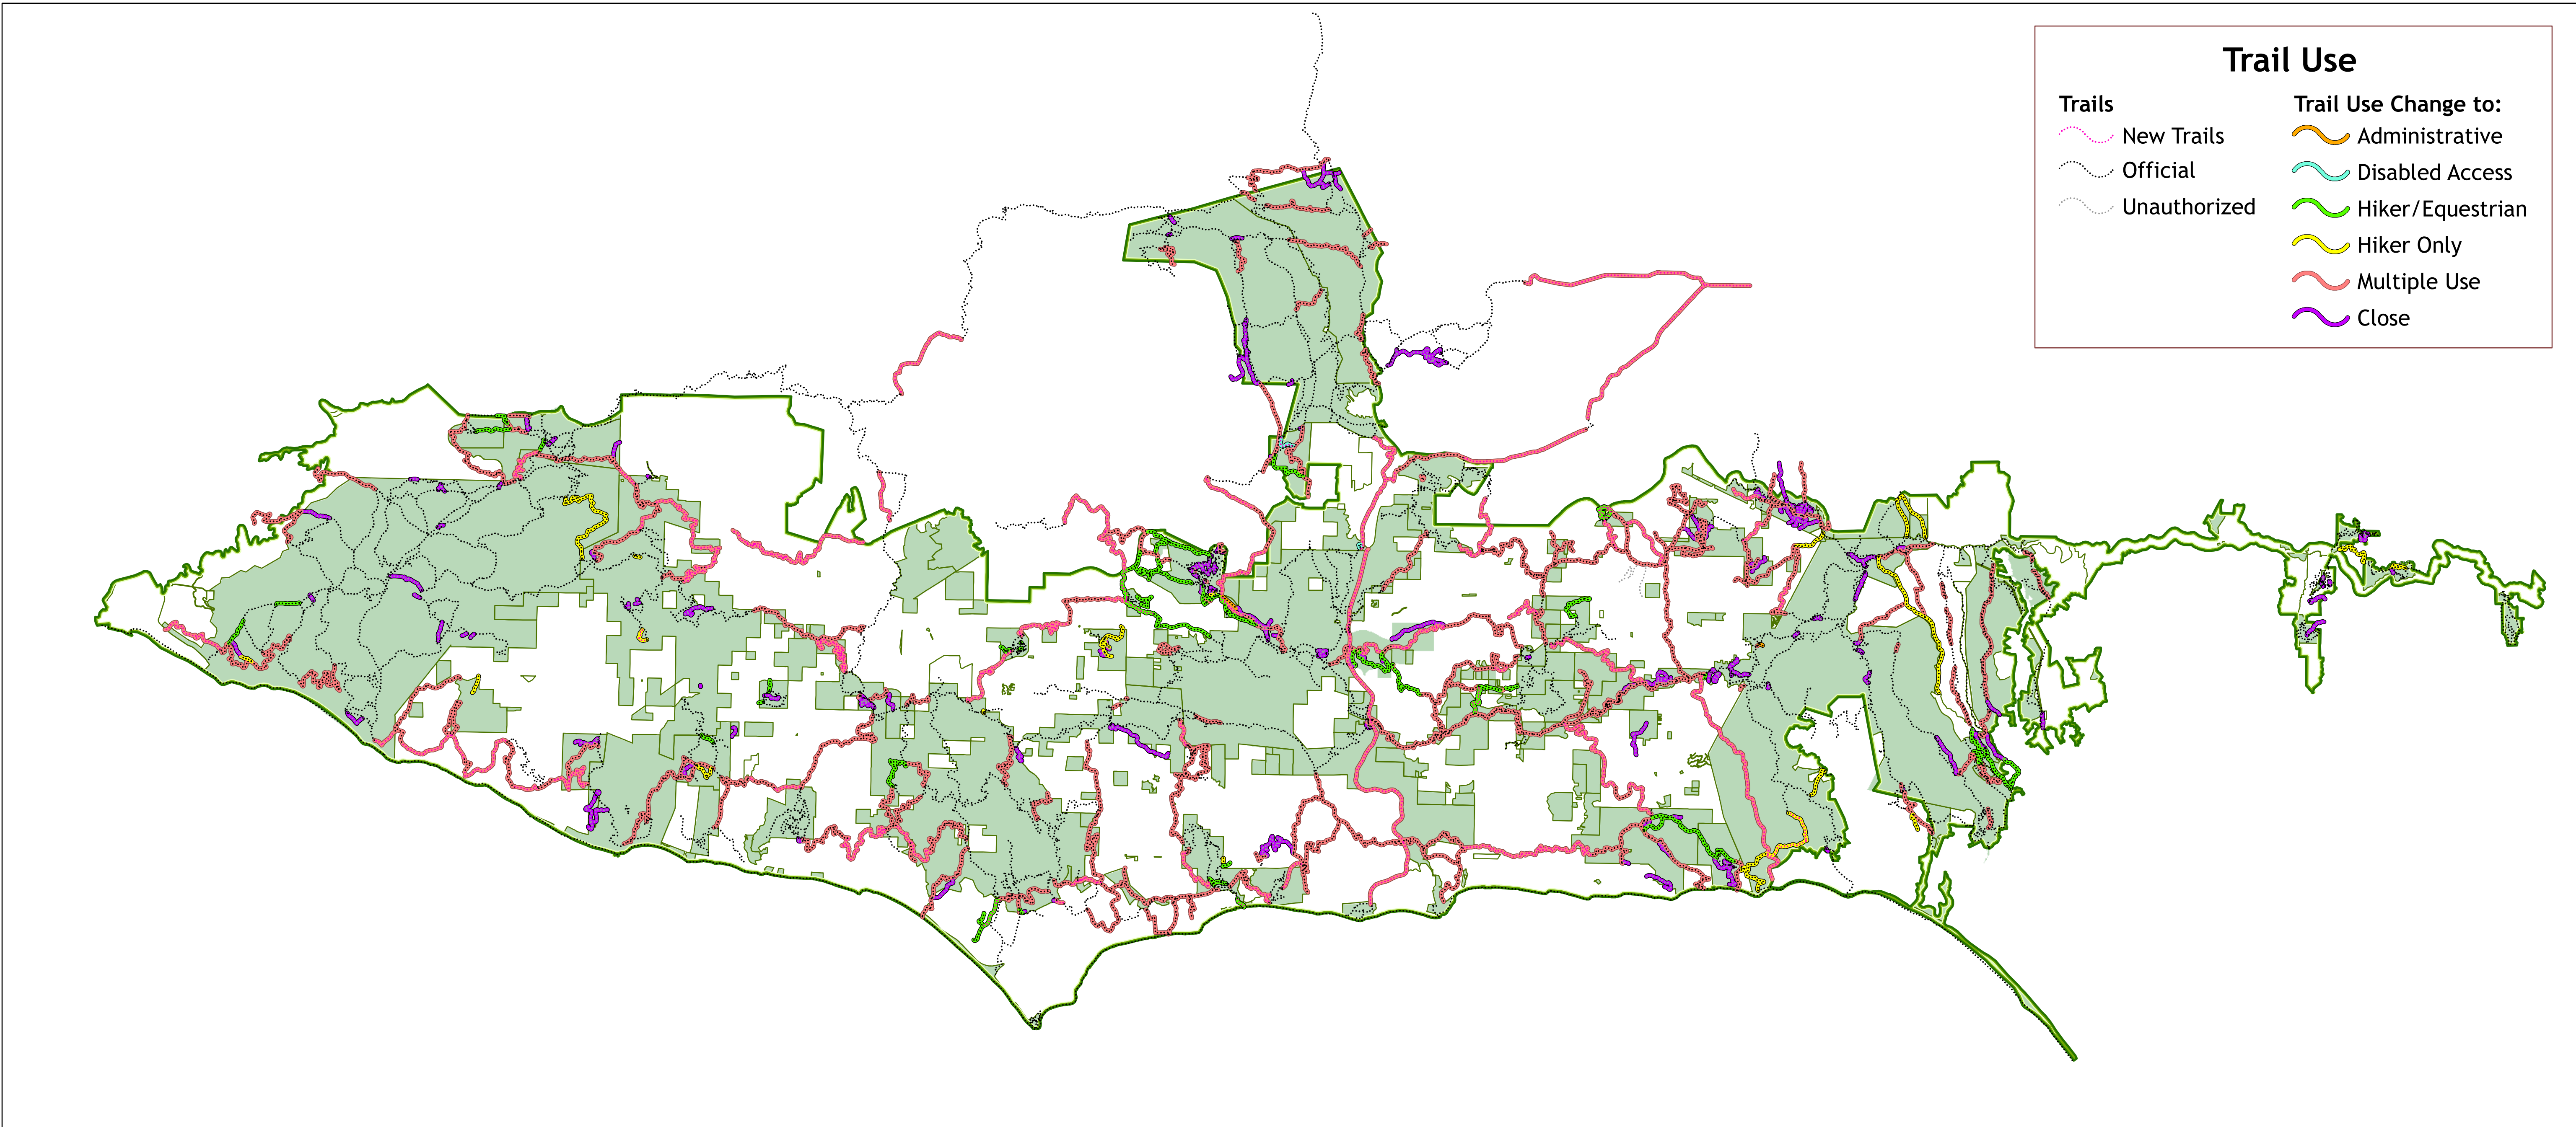 Trail Use
Trails
New Trails
Official
Unauthorized
Trail Use Change to:
Administrative
Disabled Access
Hiker/Equestrian
Hiker Only
Multiple Use
Close